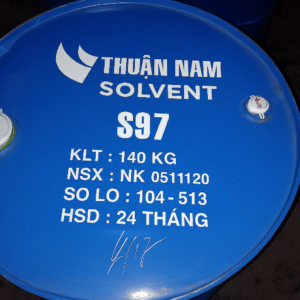 THUẬN NAM
SOLVENT
S97
KLT : 140 KG
NSX : NK 0511120
SO LO : 104 - 513
HSD : 24 THÁNG